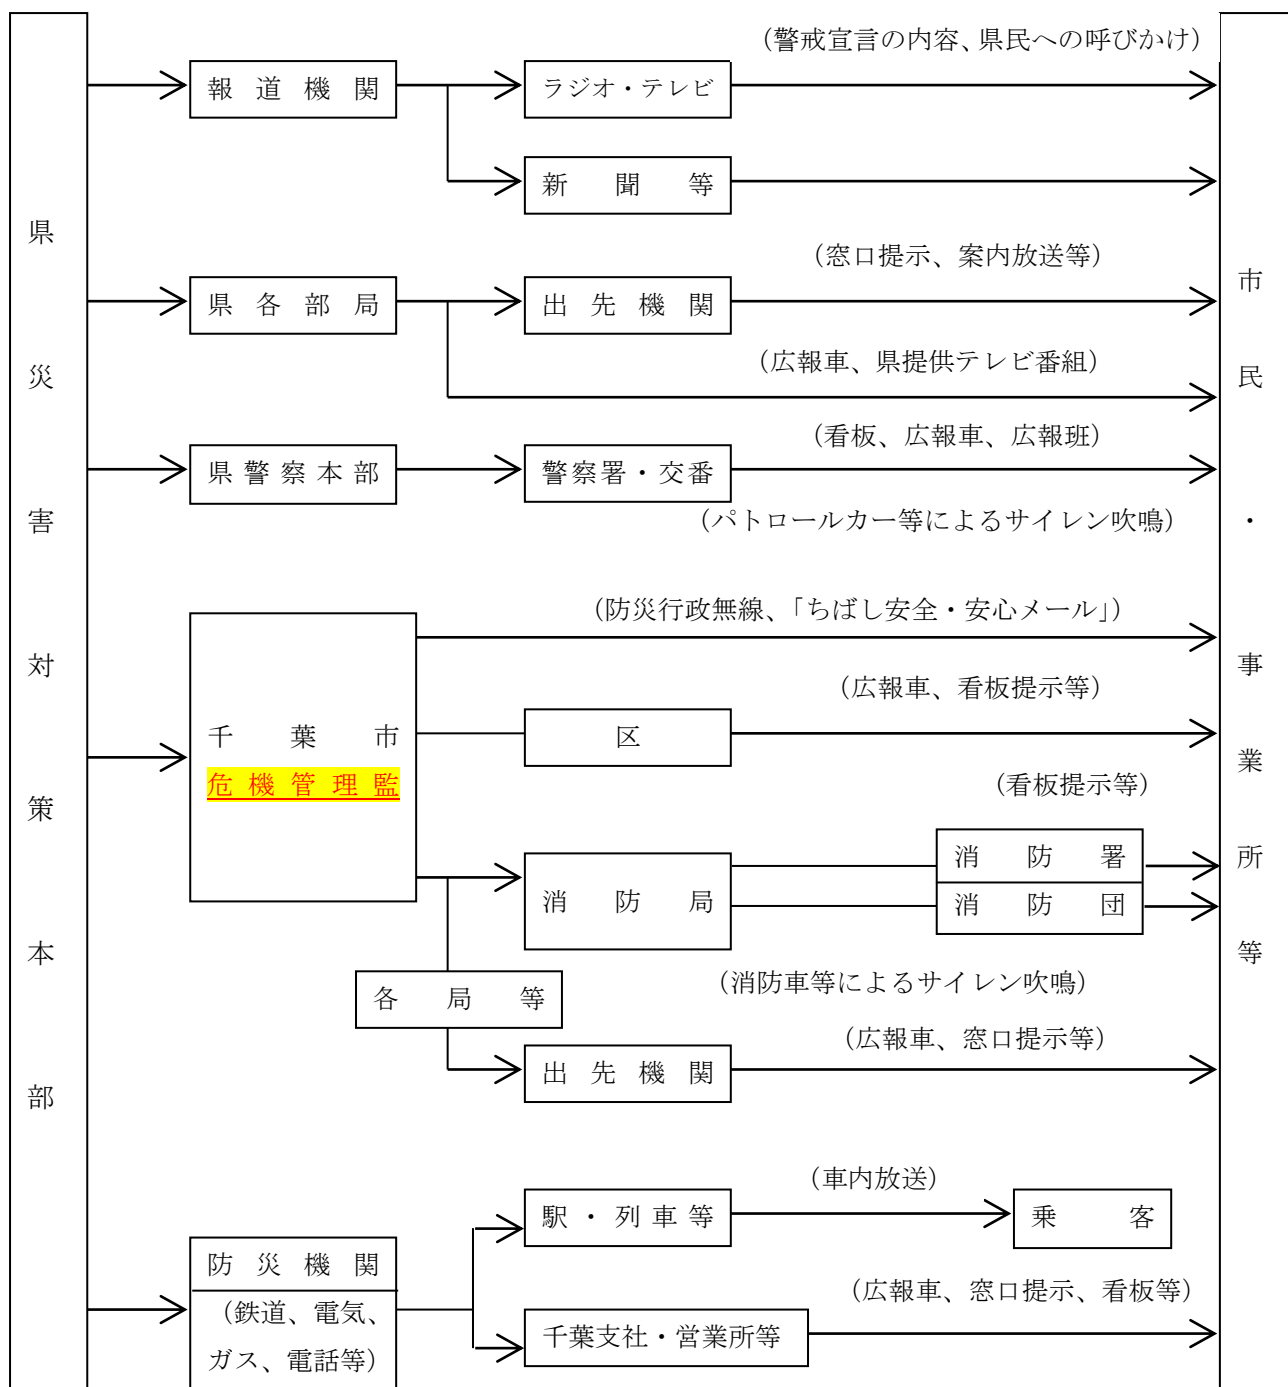 県災害対策本部
(警戒宣言の内容、県民への呼びかけ)
報道機関
ラジオ・テレビ
新聞等
(窓口提示、案内放送等)
県各部局
出先機関
(広報車、県提供テレビ番組)
(看板、広報車、広報班)
県警察本部
警察署・交番
(パトロールカー等によるサイレン吹鳴)
(防災行政無線、「ちばし安全・安心メール」)
(広報車、看板提示等)
千葉市
区
危機管理監
(看板提示等)
消防署
消防局
消防団
(消防車等によるサイレン吹鳴)
各局等
(広報車、窓口提示等)
出先機関
(車内放送)
駅・列車等
乗客
防災機関
(鉄道、電気、
ガス、電話等)
(広報車、窓口提示、看板等)
千葉支社・営業所等
市民・事業所等